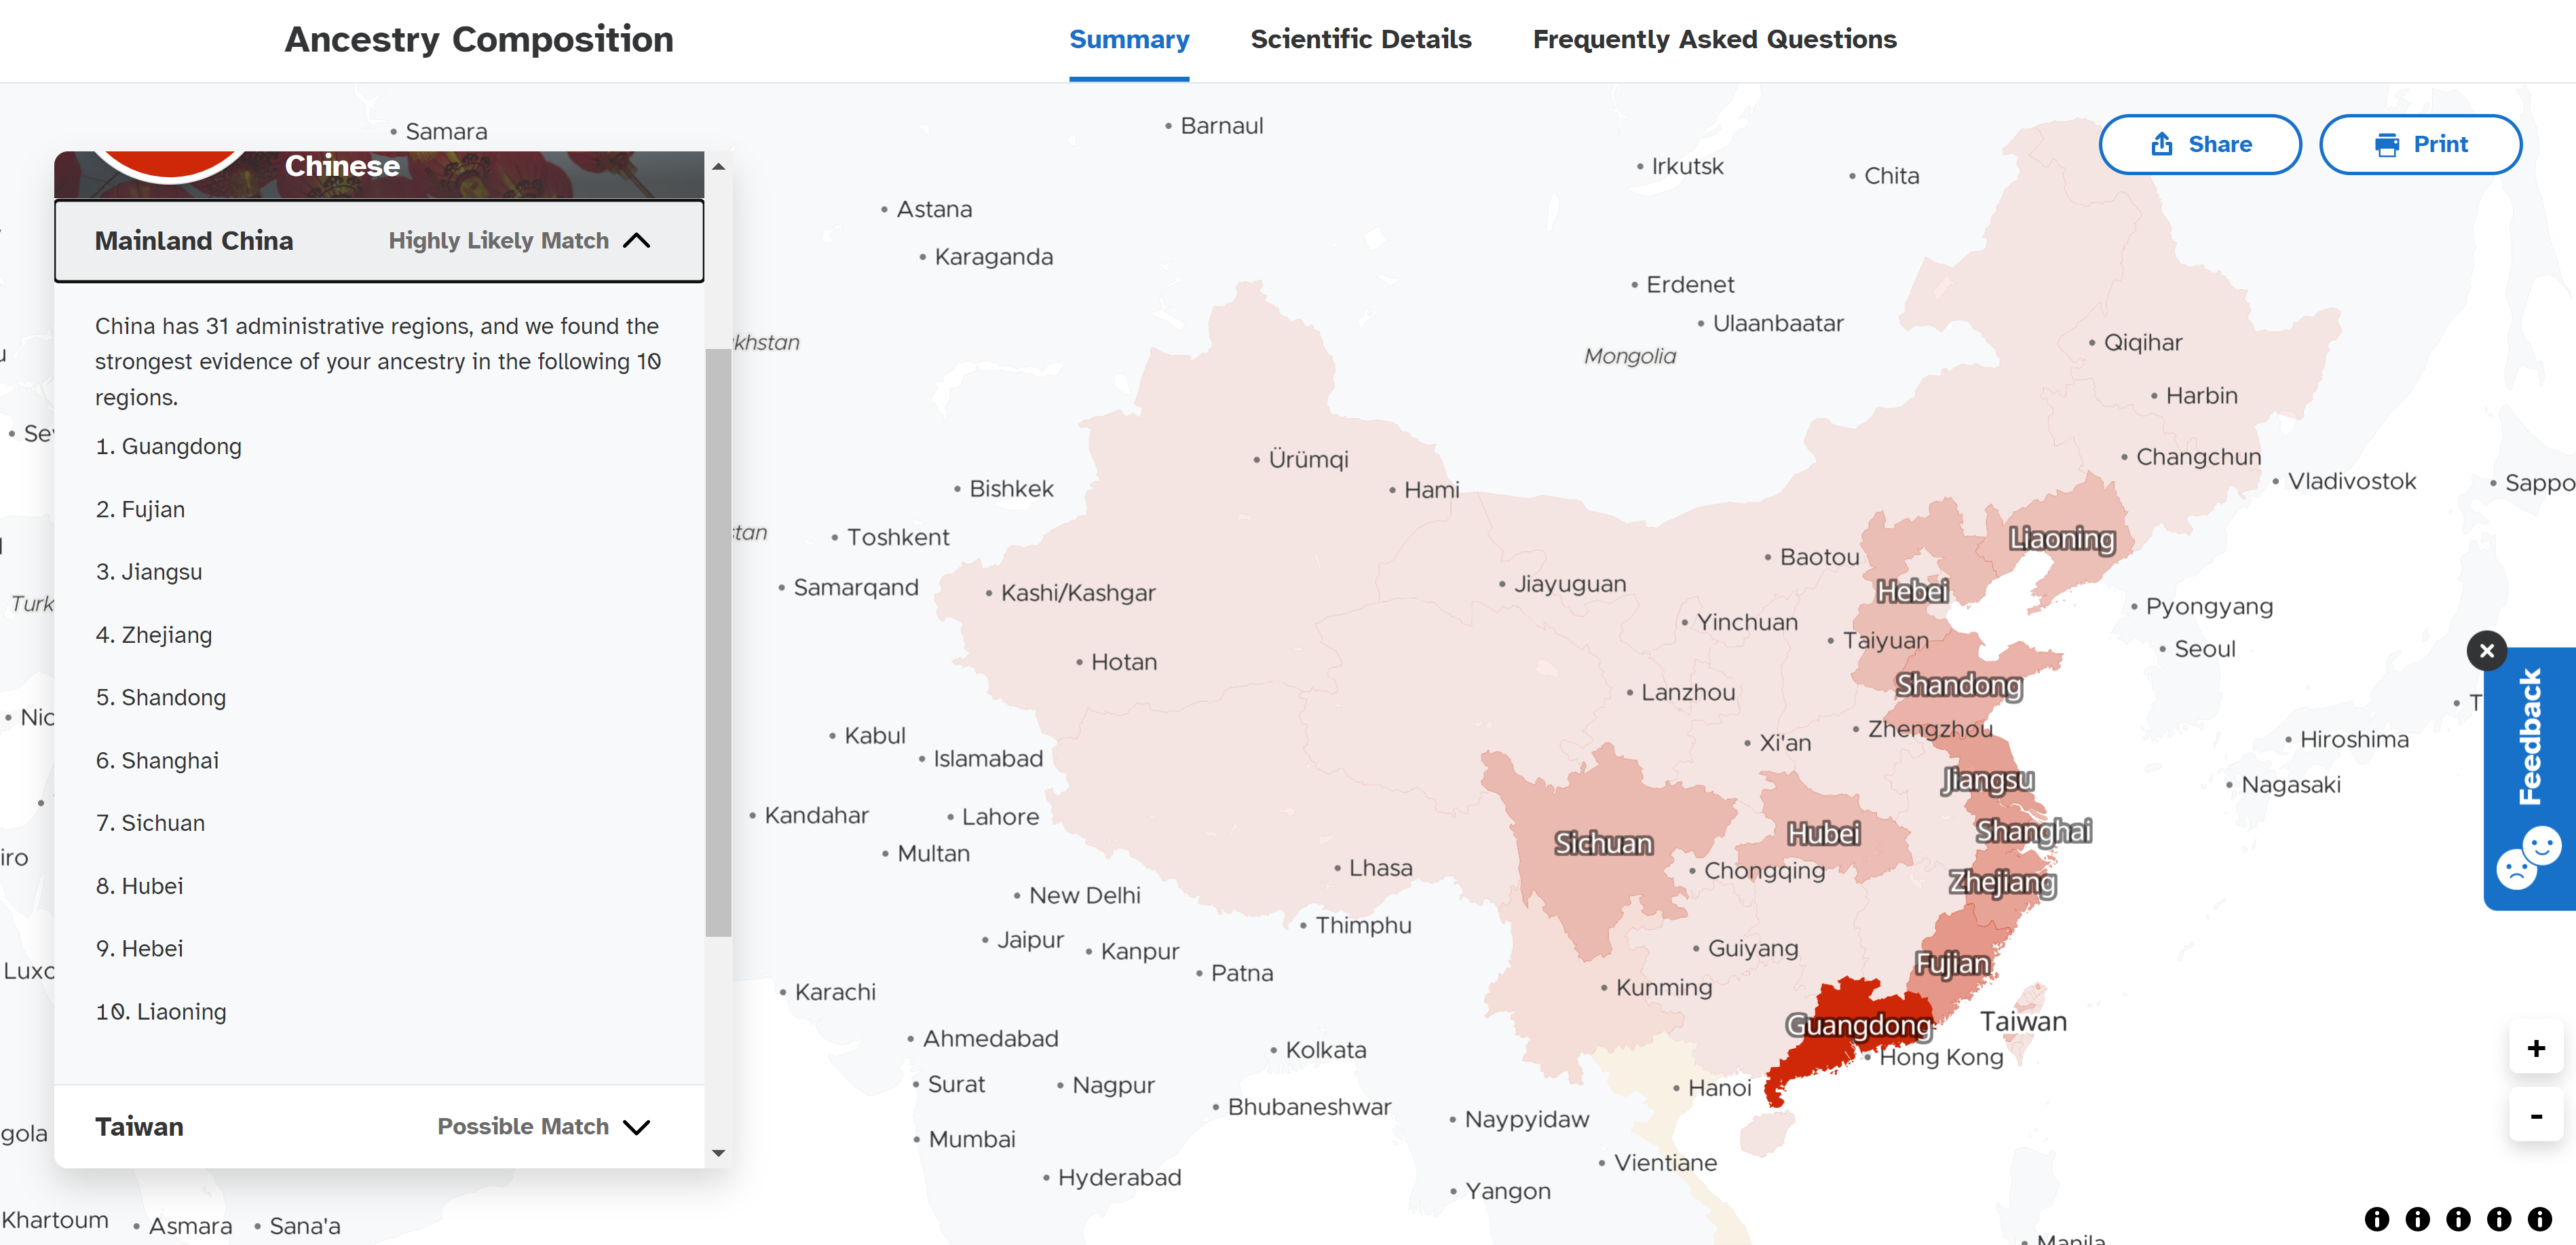 Ancestry Composition
Summary
Scientific Details
Frequently Asked Questions
Share
Print
Chinese
Mainland China
Highly Likely Match
China has 31 administrative regions, and we found the
strongest evidence of your ancestry in the following 10
regions.
1. Guangdong
2. Fujian
3. Jiangsu
4. Zhejiang
5. Shandong
6. Shanghai
7. Sichuan
8. Hubei
9. Hebei
10. Liaoning
Taiwan
Possible Match
Samara
Barnaul
Irkutsk
Chita
Astana
Karaganda
Erdenet
Ulaanbaatar
Mongolia
Qiqihar
Harbin
Changchun
Vladivostok
Sappo
khstan
Ürümqi
Hami
Bishkek
Toshkent
stan
Samarqand
Kashi/Kashgar
Hotan
Jiayuguan
Baotou
Yinchuan
Taiyuan
Lanzhou
Zhengzhou
Xi'an
Liaoning
Hebei
Shandong
Jiangsu
Shanghai
Zhejiang
Hubei
Sichuan
Fujian
Guangdong
Pyongyang
Seoul
Hiroshima
Nagasaki
T
Kabul
Islamabad
Kandahar
Lahore
Multan
New Delhi
Jaipur
Kanpur
Patna
Lhasa
Thimphu
Chongqing
Guiyang
Kunming
Taiwan
Hong Kong
Hanoi
Karachi
Ahmedabad
Kolkata
Surat
Nagpur
Bhubaneshwar
Mumbai
Hyderabad
Naypyidaw
Vientiane
Yangon
Manila
Turk
Nic
iro
Luxo
gola
Khartoum
Asmara
Sana'a
Feedback
+
-